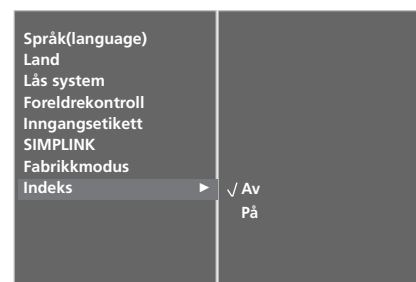 Språk(language)
Land
Lås system
Foreldrekontroll
Inngangsetikett
SIMPLINK
Fabrikkmodus
Indeks ► √ Av
På